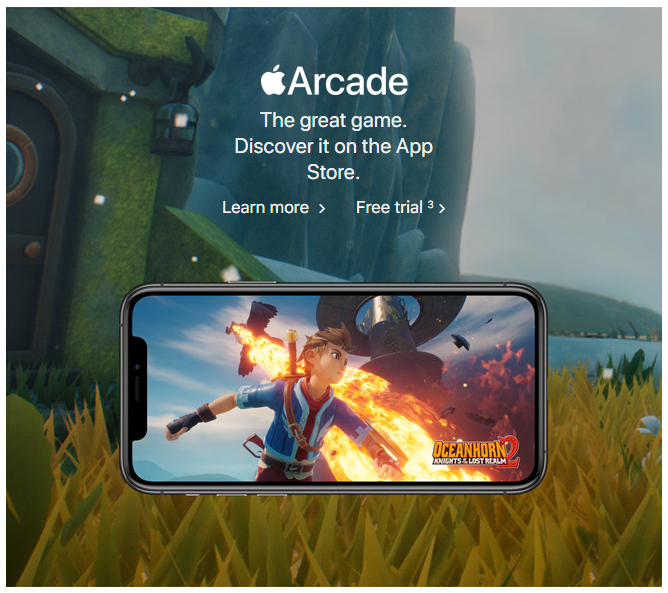 Arcade
The great game.
Discover it on the App
Store.
Learn more >
Free trial ³ >
OCEANHORN 2
KNIGHTS OF THE LOST REALM